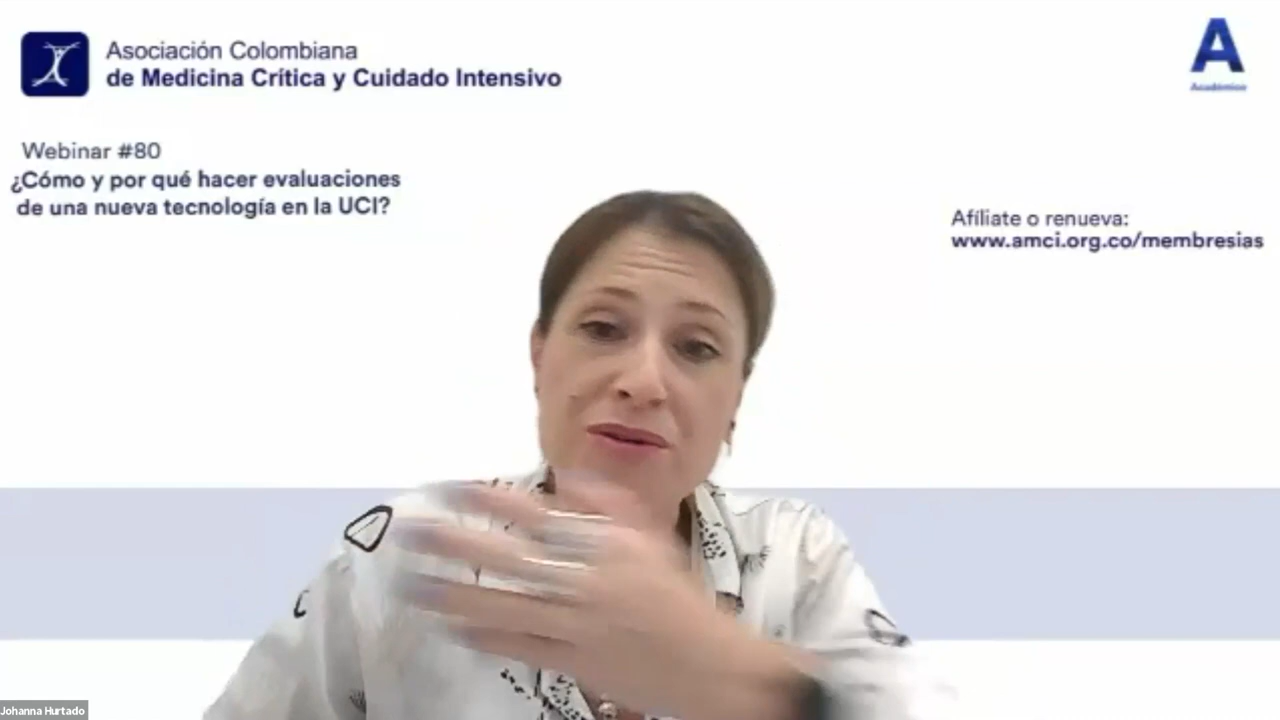 Asociación Colombiana
de Medicina Crítica y Cuidado Intensivo
A
Académico
Webinar #80
¿Cómo y por qué hacer evaluaciones
de una nueva tecnología en la UCI?
Afíliate o renueva:
www.amci.org.co/membresias
Johanna Hurtado